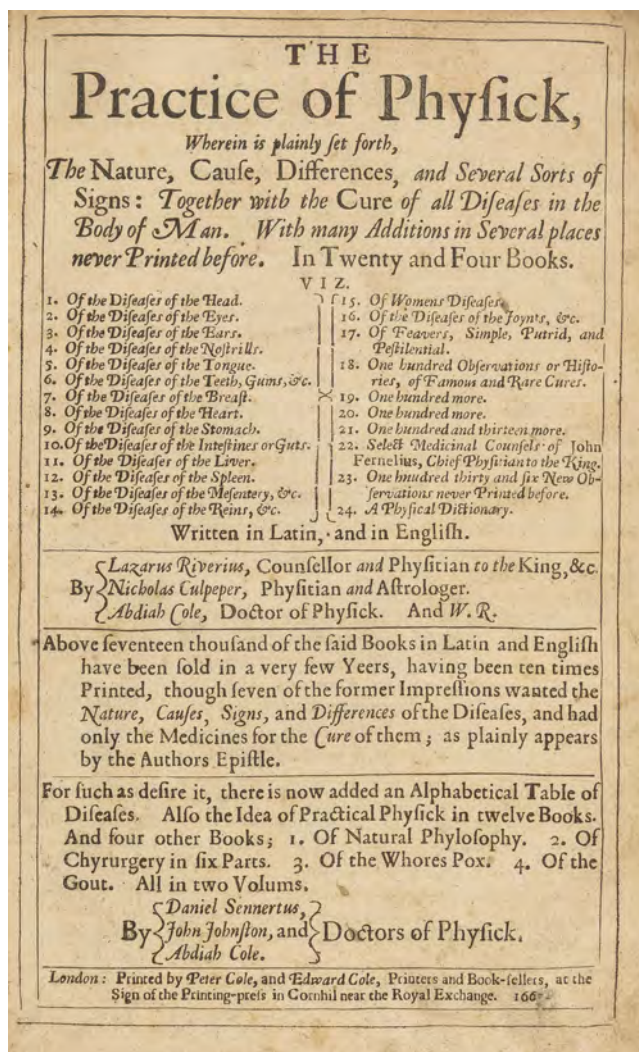 THE
Practice of Phyſick,
Wherein is plainly ſet forth,
The Nature, Cauſe, Differences, and Several Sorts of
Signs: Together with the Cure of all Diſeaſes in the
Body of Man. With many Additions in Several places
never Printed before. In Twenty and Four Books.
VIZ.
1. Of the Diſeaſes of the Head.
2. Of the Diſeaſes of the Eyes.
3. Of the Diſeaſes of the Ears.
4. Of the Diſeaſes of the Noſtrills.
5. Of the Diſeaſes of the Tongue.
6. Of the Diſeaſes of the Teeth, Gums, &c.
7. Of the Diſeaſes of the Breaſt.
8. Of the Diſeaſes of the Heart.
9. Of the Diſeaſes of the Stomach.
10. Of the Diſeaſes of the Inteſtines or Guts.
11. Of the Diſeaſes of the Liver.
12. Of the Diſeaſes of the Spleen.
13. Of the Diſeaſes of the Meſentery, &c.
14. Of the Diſeaſes of the Reins, &c.
15. Of Womens Diſeaſes.
16. Of the Diſeaſes of the Joynts, &c.
17. Of Feavers, Simple, Putrid, and
Peſtilential.
18. One hundred Obſervations or Hiſto-
ries, of Famous and Rare Cures.
19. One hundred more.
20. One hundred more.
21. One hundred and thirteen more.
22. Select Medicinal Counſels of John
Fernelius, Chief Phyſitian to the King.
23. One hnudred thirty and ſix New Ob-
ſervations never Printed before.
24. A Phyſical Dictionary.
Written in Latin, and in Engliſh.
Lazarus Riverius, Counſellor and Phyſitian to the King, &c.
By Nicholas Culpeper, Phyſitian and Aſtrologer.
Abdiah Cole, Doctor of Phyſick. And W. R.
Above ſeventeen thouſand of the ſaid Books in Latin and Engliſh
have been ſold in a very few Yeers, having been ten times
Printed, though ſeven of the former Impreſſions wanted the
Nature, Cauſes, Signs, and Differences of the Diſeaſes, and had
only the Medicines for the Cure of them; as plainly appears
by the Authors Epiſtle.
For ſuch as deſire it, there is now added an Alphabetical Table of
Diſeaſes. Alſo the Idea of Practical Phyſick in twelve Books.
And four other Books; 1. Of Natural Phyloſophy. 2. Of
Chyrurgery in ſix Parts. 3. Of the Whores Pox. 4. Of the
Gout. All in two Volums.
Daniel Sennertus,
By John Johnſton, and Doctors of Phyſick.
Abdiah Cole.
London: Printed by Peter Cole, and Edward Cole, Printers and Book-ſellers, at the
Sign of the Printing-preſs in Cornhil near the Royal Exchange.